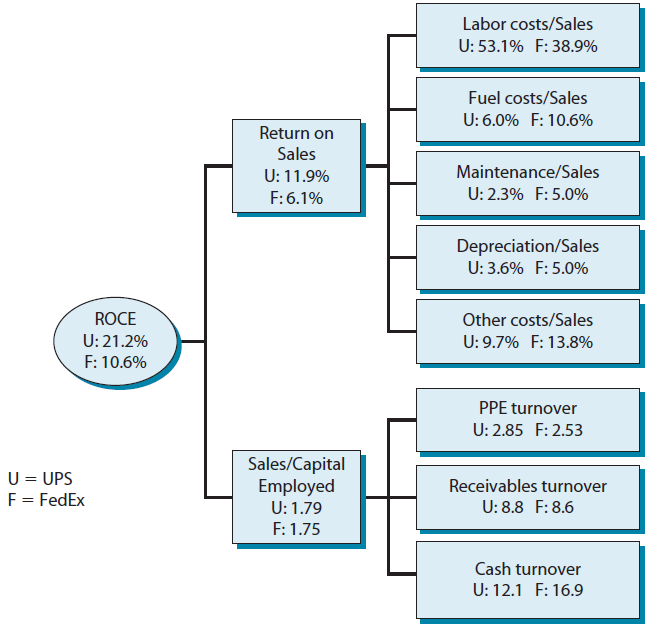 Labor costs/Sales
U: 53.1% F: 38.9%
Fuel costs/Sales
U: 6.0% F: 10.6%
Return on
Sales
U: 11.9%
F: 6.1%
Maintenance/Sales
U: 2.3% F: 5.0%
Depreciation/Sales
U: 3.6% F: 5.0%
ROCE
U: 21.2%
F: 10.6%
Other costs/Sales
U: 9.7% F: 13.8%
PPE turnover
U: 2.85 F: 2.53
Sales/Capital
Employed
U: 1.79
F: 1.75
Receivables turnover
U: 8.8 F: 8.6
Cash turnover
U: 12.1 F: 16.9
U = UPS
F = FedEx